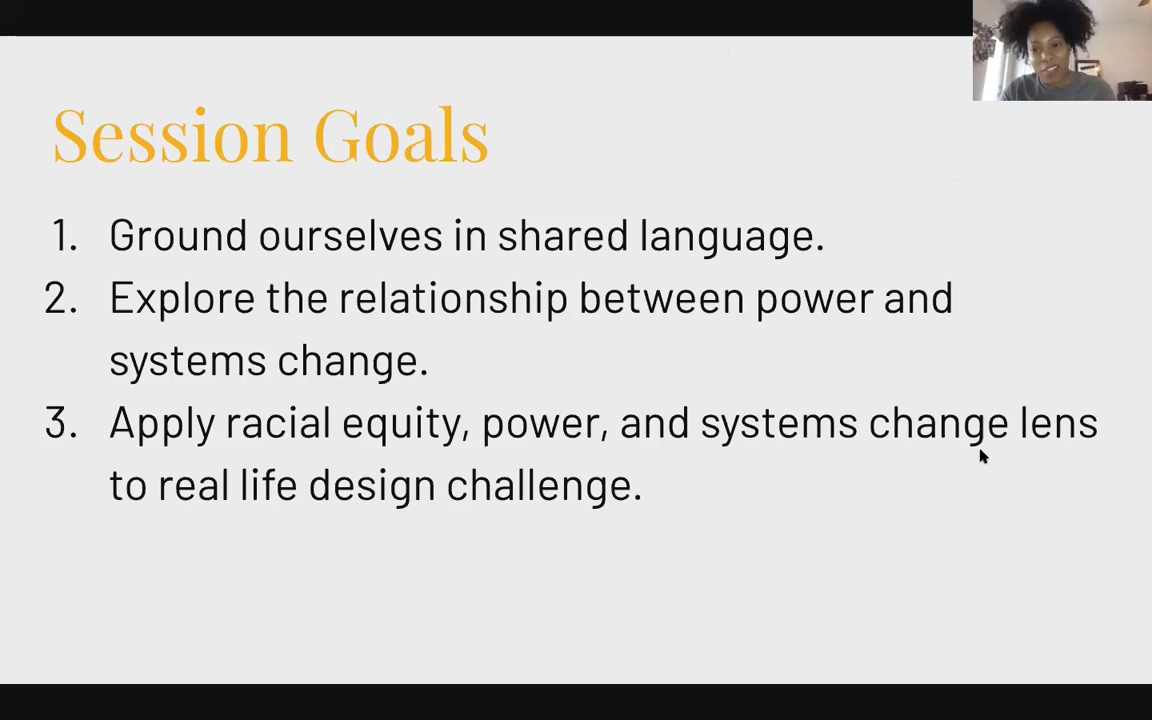 Session Goals
1. Ground ourselves in shared language.
2. Explore the relationship between power and
systems change.
3. Apply racial equity, power, and systems change lens
to real life design challenge.